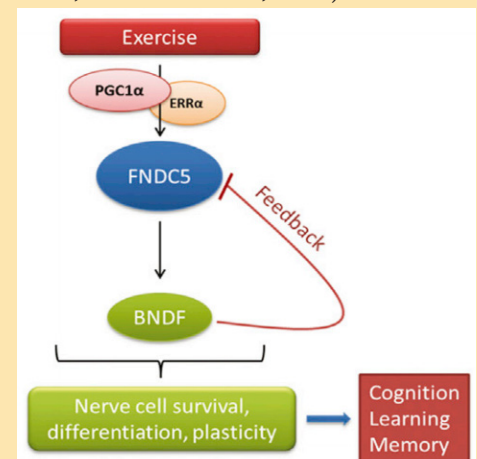 Exercise
PGC1α
ERRα
FNDC5
Feedback
BNDF
Nerve cell survival,
differentiation, plasticity
Cognition
Learning
Memory